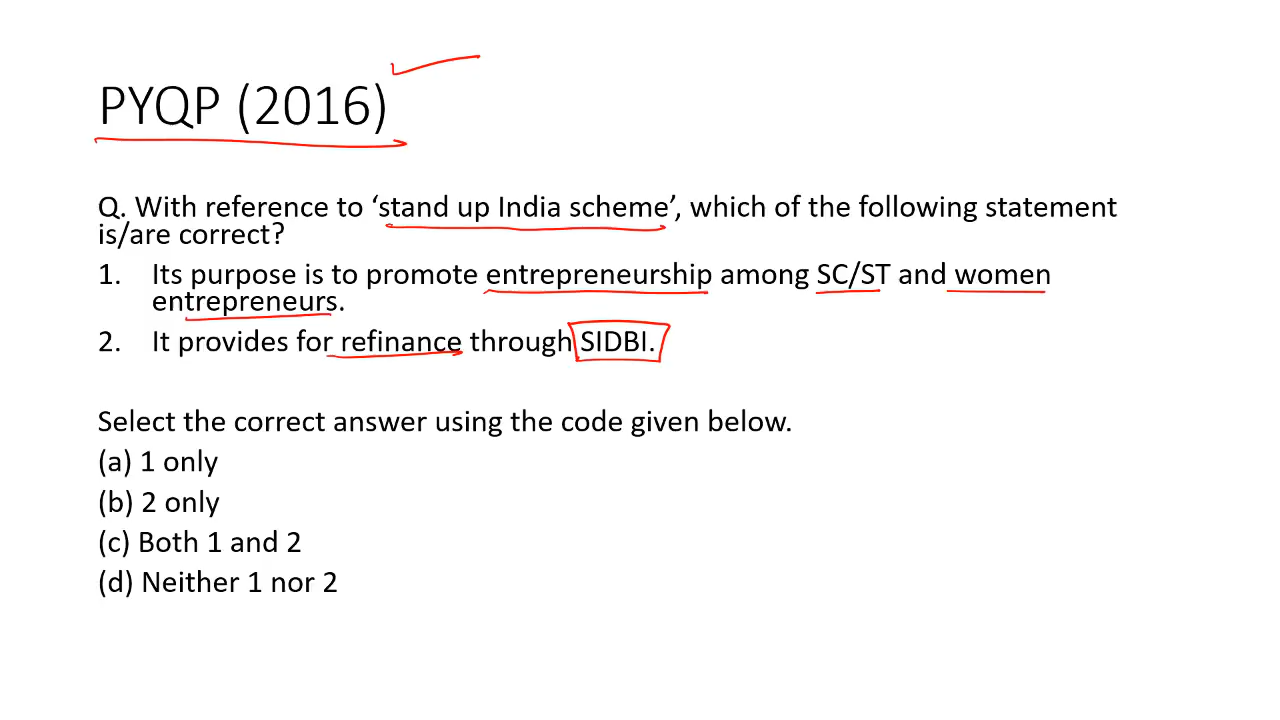 PYQP (2016)
Q. With reference to ‘stand up India scheme’, which of the following statement
is/are correct?
1. Its purpose is to promote entrepreneurship among SC/ST and women
entrepreneurs.
2. It provides for refinance through SIDBI.
Select the correct answer using the code given below.
(a) 1 only
(b) 2 only
(c) Both 1 and 2
(d) Neither 1 nor 2